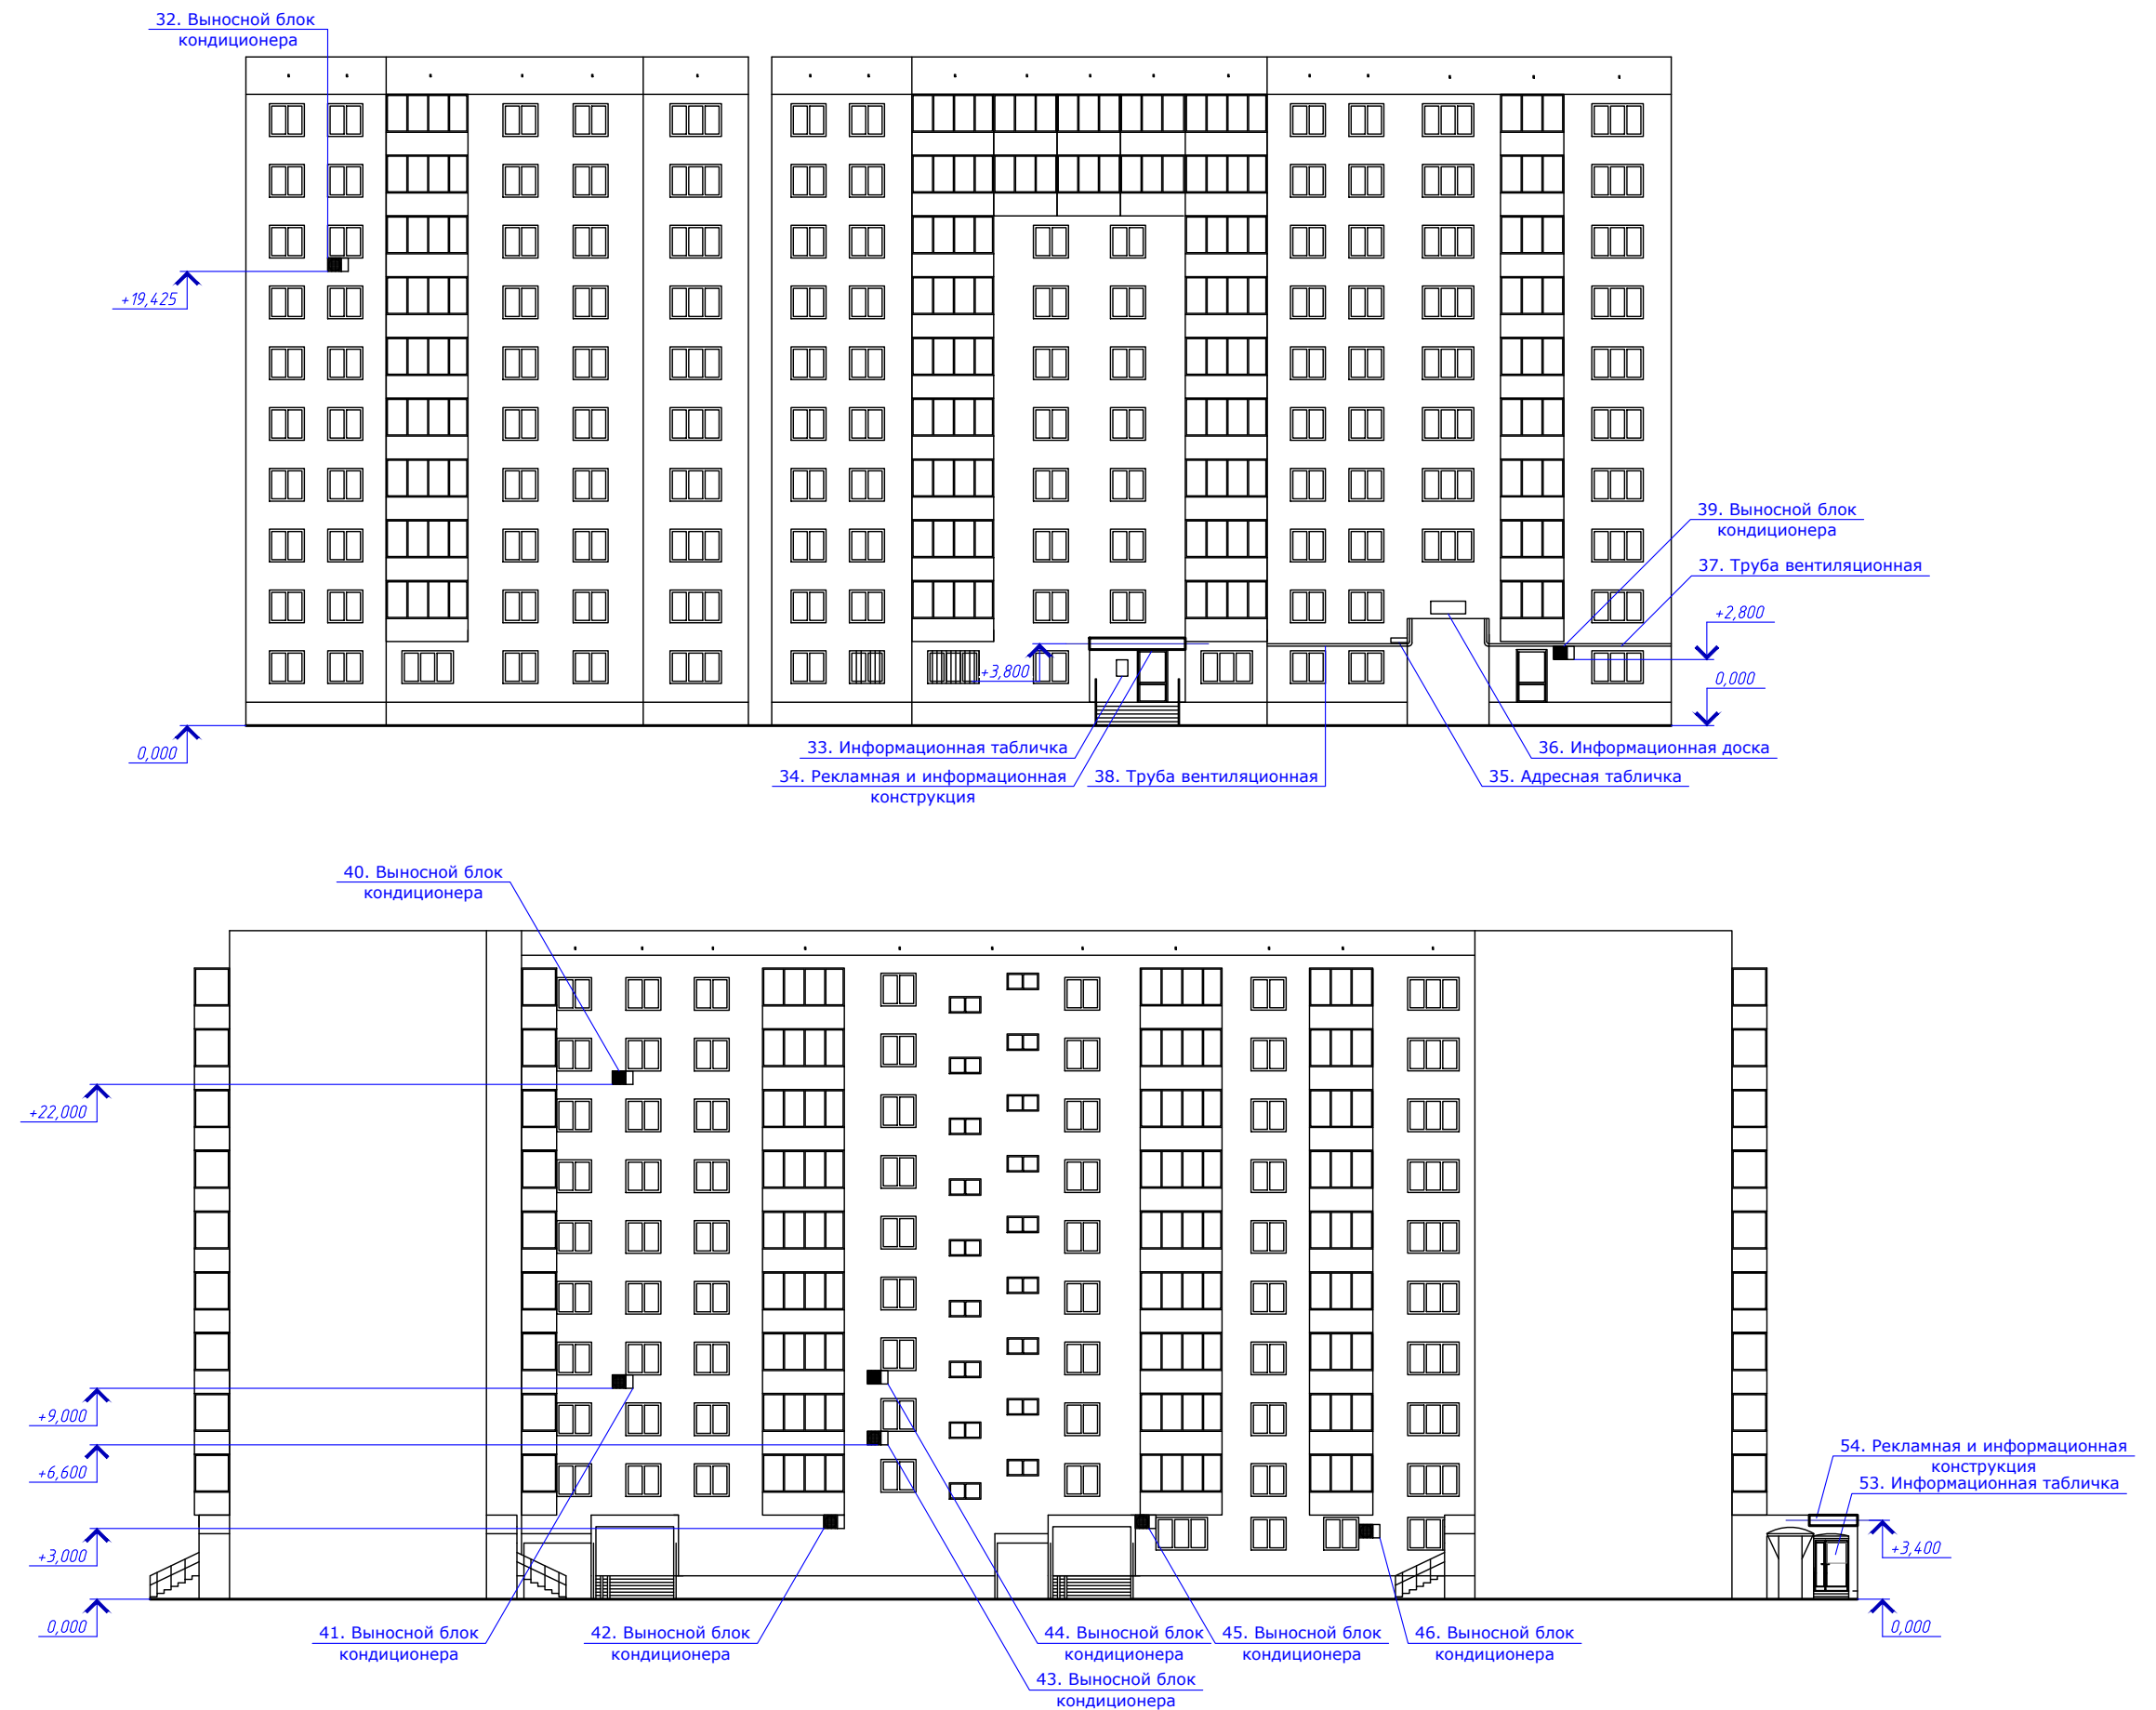 32. Выносной блок
кондиционера
+19,425
0,000
39. Выносной блок
кондиционера
37. Труба вентиляционная
+2,800
0,000
+3,800
33. Информационная табличка
34. Рекламная и информационная
конструкция
38. Труба вентиляционная
36. Информационная доска
35. Адресная табличка
40. Выносной блок
кондиционера
+22,000
+9,000
+6,600
+3,000
0,000
54. Рекламная и информационная
конструкция
53. Информационная табличка
+3,400
0,000
41. Выносной блок
кондиционера
42. Выносной блок
кондиционера
44. Выносной блок
кондиционера
45. Выносной блок
кондиционера
46. Выносной блок
кондиционера
43. Выносной блок
кондиционера